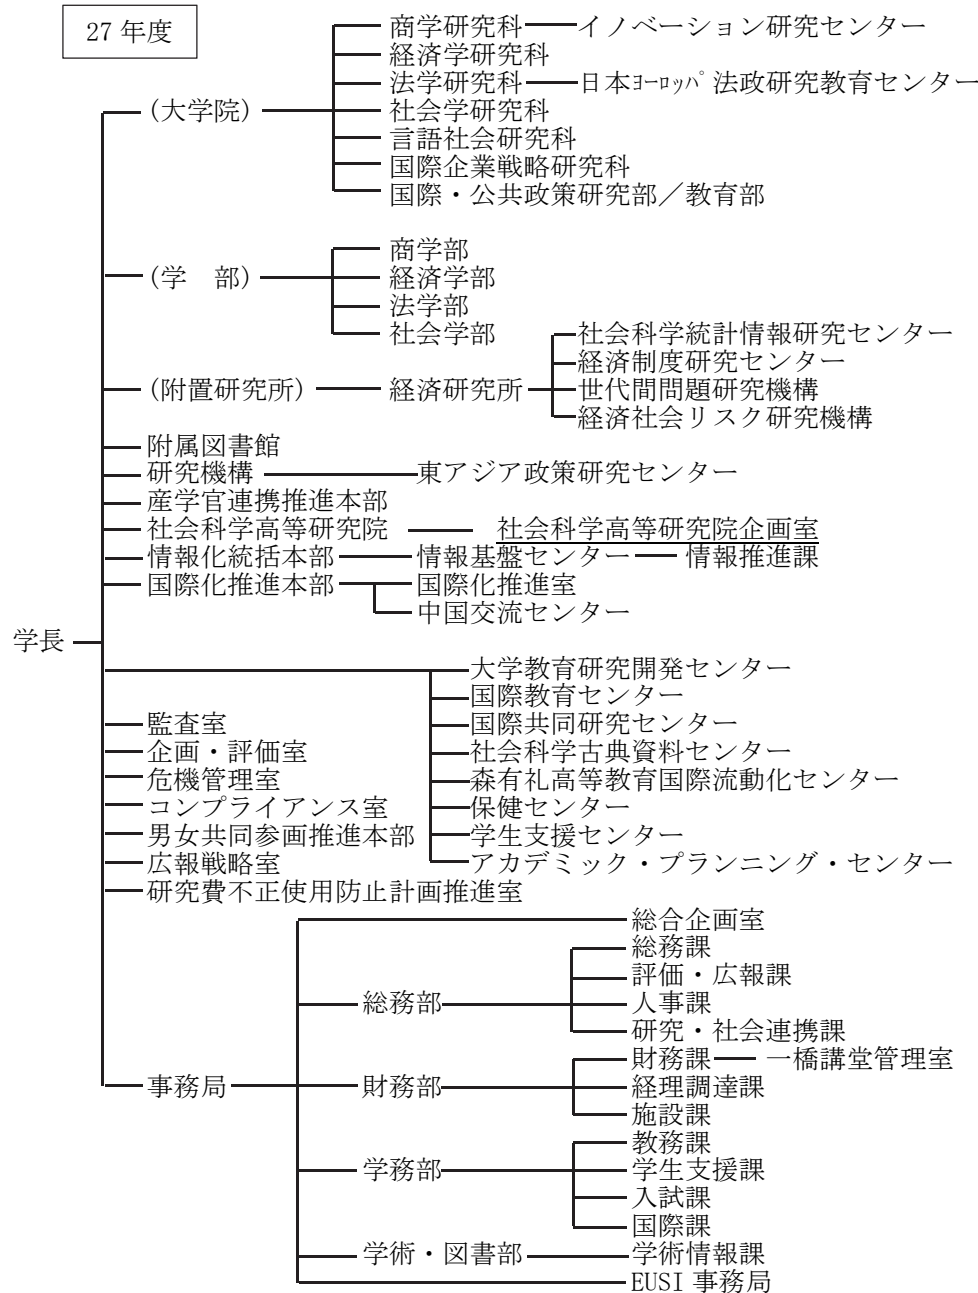 27 年度
商学研究科 イノベーション研究センター
経済学研究科
法学研究科 日本ﾖｰﾛｯﾊﾟ 法政研究教育センター
(大学院) 社会学研究科
言語社会研究科
国際企業戦略研究科
国際・公共政策研究部／教育部
商学部
(学　部) 経済学部
法学部
社会学部 社会科学統計情報研究センター
経済制度研究センター
(附置研究所) 経済研究所 世代間問題研究機構
経済社会リスク研究機構
附属図書館
研究機構 東アジア政策研究センター
産学官連携推進本部
社会科学高等研究院 社会科学高等研究院企画室
情報化統括本部 情報基盤センター 情報推進課
国際化推進本部 国際化推進室
中国交流センター
学長
大学教育研究開発センター
国際教育センター
監査室 国際共同研究センター
企画・評価室 社会科学古典資料センター
危機管理室 森有礼高等教育国際流動化センター
コンプライアンス室 保健センター
男女共同参画推進本部 学生支援センター
広報戦略室 アカデミック・プランニング・センター
研究費不正使用防止計画推進室
総合企画室
総務課
評価・広報課
総務部 人事課
研究・社会連携課
財務課 一橋講堂管理室
事務局 財務部 経理調達課
施設課
教務課
学務部 学生支援課
入試課
国際課
学術・図書部 学術情報課
EUSI 事務局